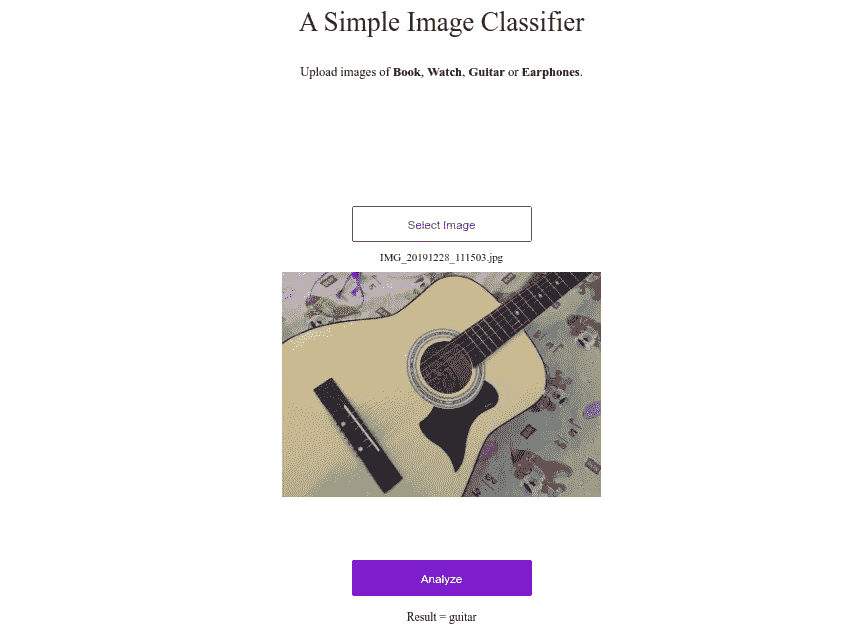 A Simple Image Classifier
Upload images of Book, Watch, Guitar or Earphones.
Select Image
IMG_20191228_111503.jpg
Analyze
Result = guitar